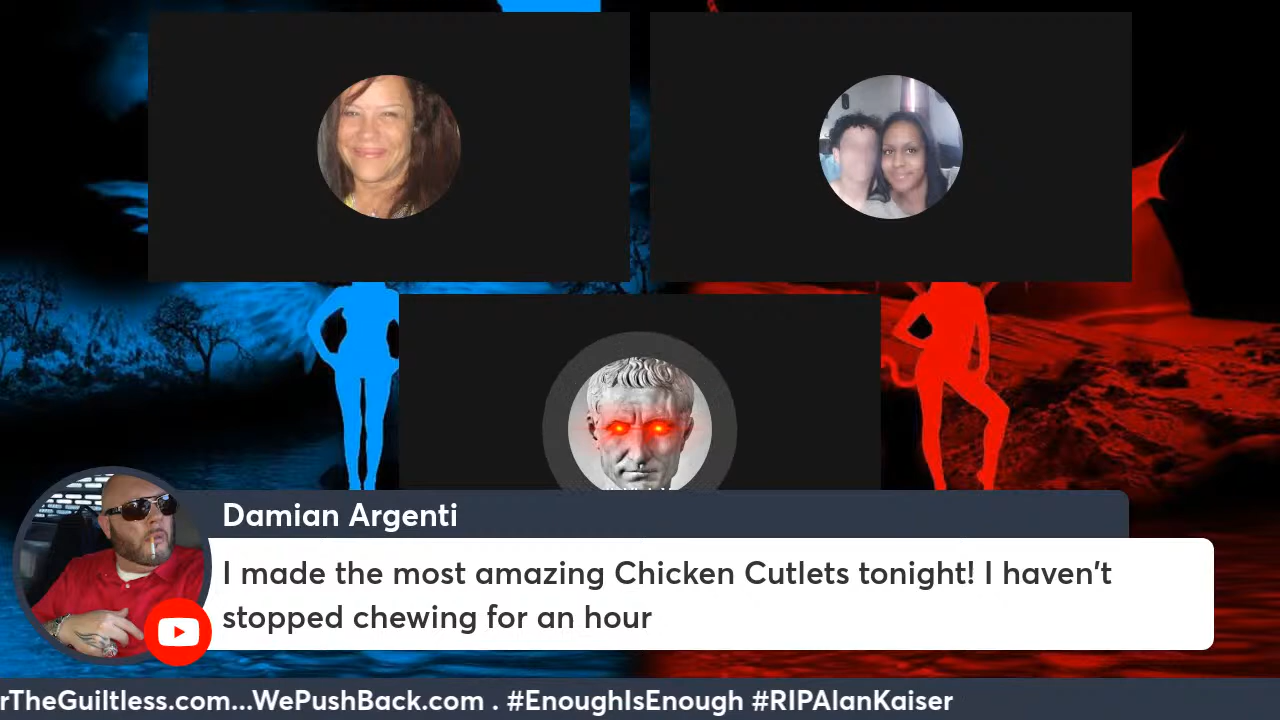 Damian Argenti
I made the most amazing Chicken Cutlets tonight! I haven't
stopped chewing for an hour
rTheGuiltless.com...WePushBack.com . #EnoughIsEnough #RIPAlanKaiser